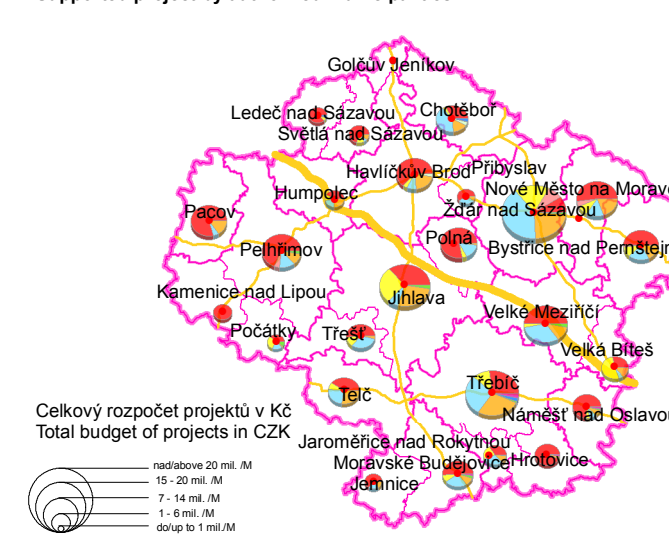 Golčův Jeníkov
Ledeč nad Sázavou
Chotěboř
Světlá nad Sázavou
Havlíčkův Brod
Přibyslav
Humpolec
Nové Město na Moravě
Pacov
Žďár nad Sázavou
Polná
Pelhřimov
Bystřice nad Pernštejn
Kamenice nad Lipou
Jihlava
Velké Meziříčí
Počátky
Třešť
Velká Bíteš
Třebíč
Telč
Celkový rozpočet projektů v Kč
Total budget of projects in CZK
Náměšť nad Oslavou
Jaroměřice nad Rokytnou
Moravské Budějovice
Hrotovice
Jemnice
nad/above 20 mil. /M
15 - 20 mil. /M
7 - 14 mil. /M
1 - 6 mil. /M
do/up to 1 mil./M